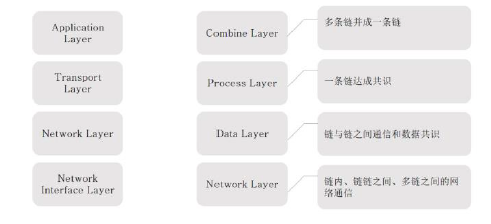 Application
Layer
Combine Layer
多条链并成一条链
Transport
Layer
Process Layer
一条链达成共识
Network Layer
Data Layer
链与链之间通信和数据共识
Network
Interface Layer
Network Layer
链内、链链之间、多链之间的网
络通信